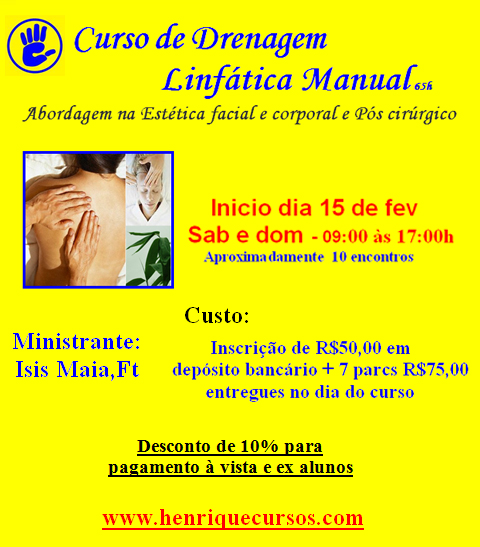 Curso de Drenagem
Linfática Manual 65h
Abordagem na Estética facial e corporal e Pós cirúrgico
Inicio dia 15 de fev
Sab e dom - 09:00 às 17:00h
Aproximadamente 10 encontros
Custo:
Ministrante:
Isis Maia,Ft
Inscrição de R$50,00 em
depósito bancário + 7 parcs R$75,00
entregues no dia do curso
Desconto de 10% para
pagamento à vista e ex alunos
www.henriquecursos.com